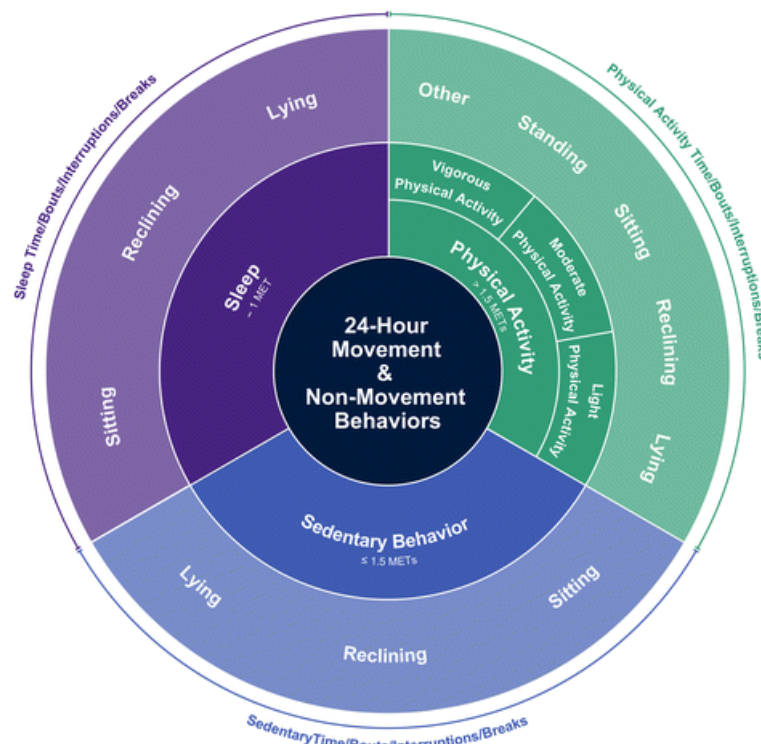 24-Hour
Movement
&
Non-Movement
Behaviors
Sleep
~ 1 MET
Lying
Reclining
Sitting
Sleep Time/Bouts/Interruptions/Breaks
Physical Activity
> 1.5 METs
Vigorous
Physical Activity
Moderate
Physical Activity
Light
Physical Activity
Other
Standing
Sitting
Reclining
Lying
Physical Activity Time/Bouts/Interruptions/Breaks
Sedentary Behavior
≤ 1.5 METs
Lying
Reclining
Sitting
SedentaryTime/Bouts/Interruptions/Breaks